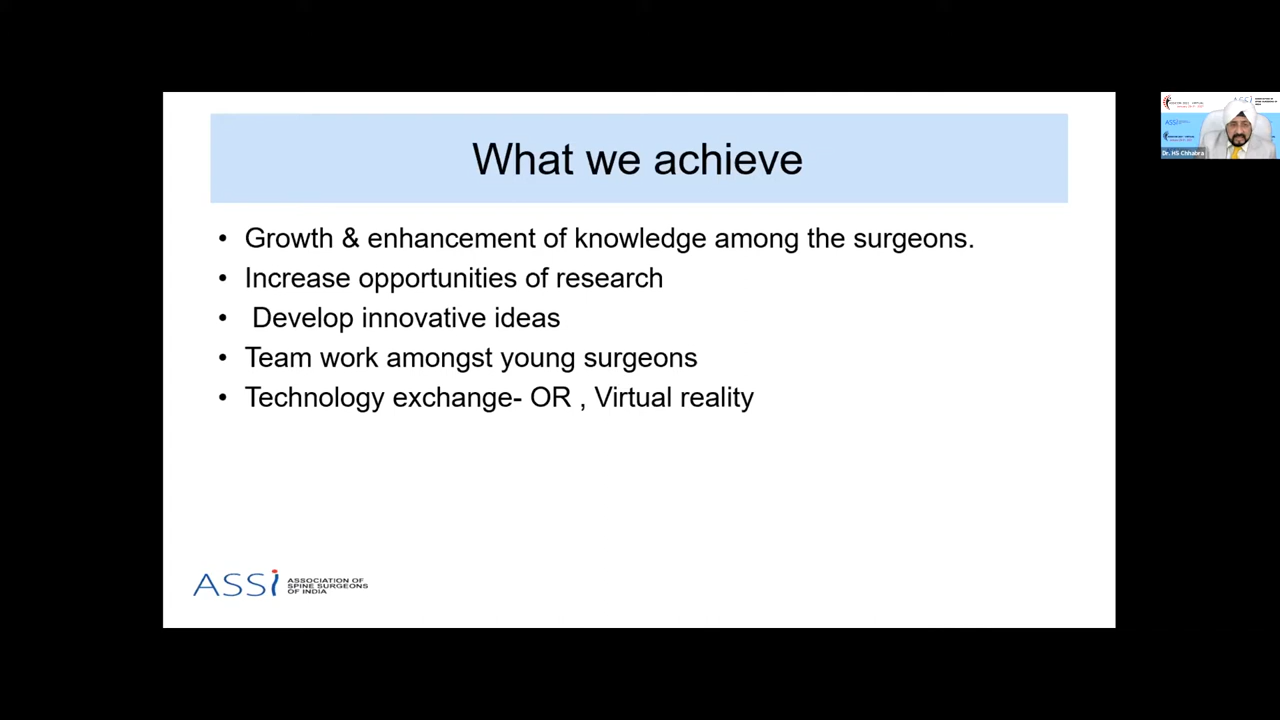 What we achieve
• Growth & enhancement of knowledge among the surgeons.
• Increase opportunities of research
• Develop innovative ideas
• Team work amongst young surgeons
• Technology exchange- OR , Virtual reality
ASSI
ASSOCIATION OF
SPINE SURGEONS
OF INDIA
ASSI
Dr. HS Chhabra